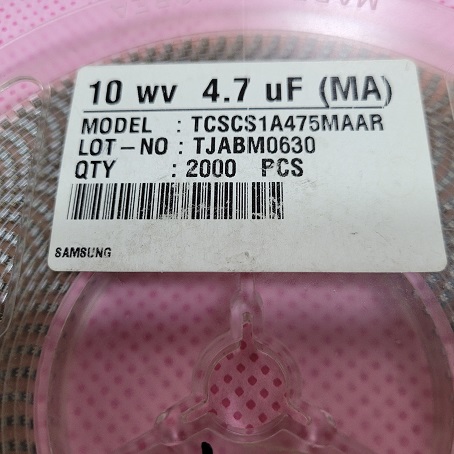 10 wv 4.7 uF (MA)
MODEL : TCSCS1A475MAAR
LOT-NO : TJABM0630
QTY : 2000 PCS
SAMSUNG